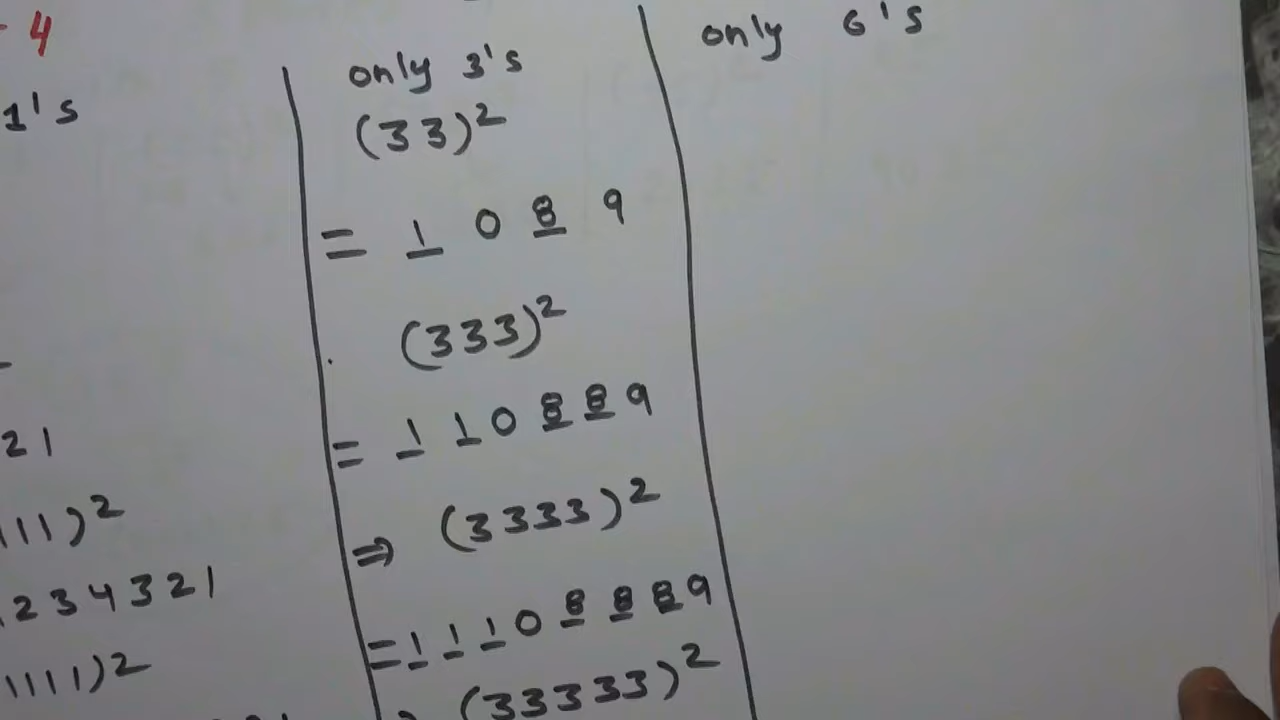 4
1's
21
111)²
234321
1111)²
only 3's
(33)²
= 1 0 8 9
(333)²
= 1 1 0 8 8 9
⇒ (3333)²
= 1 1 1 0 8 8 8 9
(33333)²
only 6's